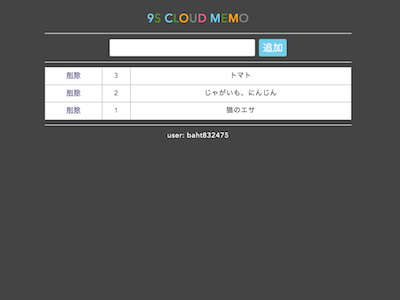 9S CLOUD MEMO
追加
削除 3 トマト
削除 2 じゃがいも、にんじん
削除 1 猫のエサ
user: baht832475